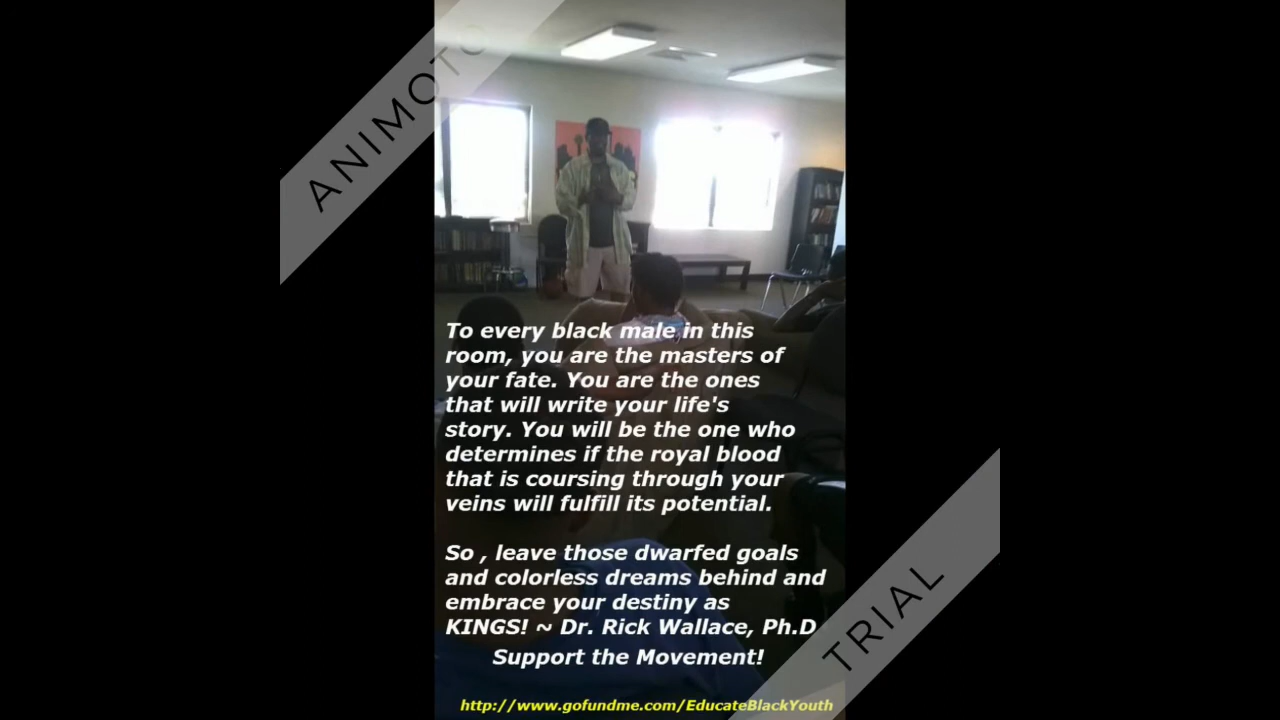 ANIMOTO
To every black male in this
room, you are the masters of
your fate. You are the ones
that will write your life's
story. You will be the one who
determines if the royal blood
that is coursing through your
veins will fulfill its potential.
So , leave those dwarfed goals
and colorless dreams behind and
embrace your destiny as
KINGS! ~ Dr. Rick Wallace, Ph.D
Support the Movement!
http://www.gofundme.com/EducateBlackYouth
TRIAL